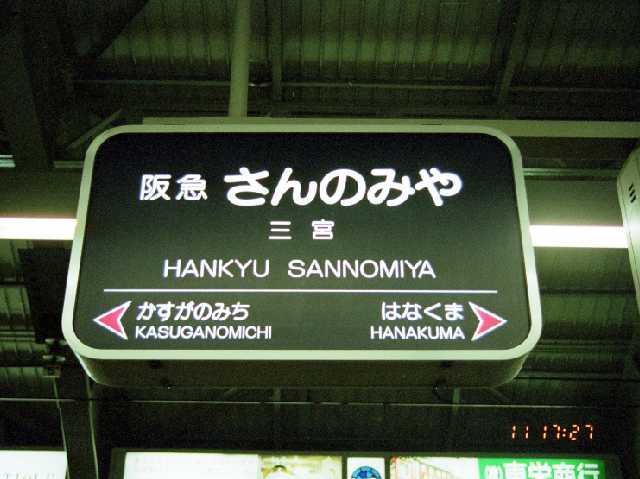 阪急 さんのみや
三宮
HANKYU SANNOMIYA
かすがのみち はなくま
KASUGANOMICHI HANAKUMA
11 17:27